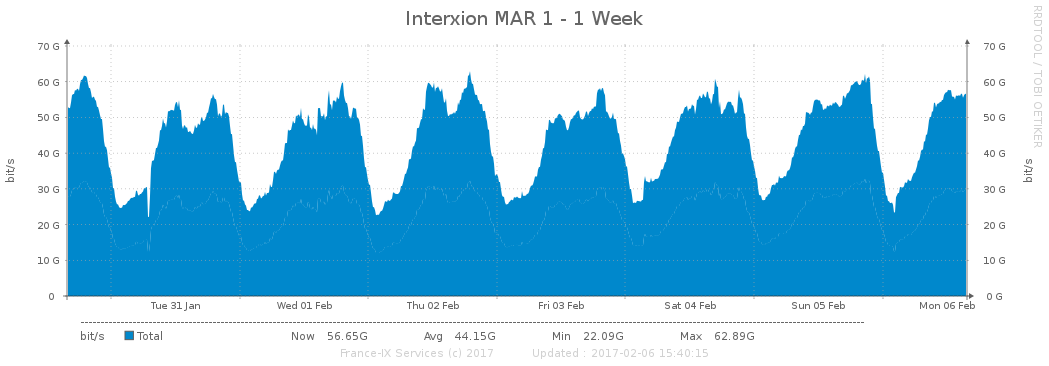 Interxion MAR 1 - 1 Week
RRDTOOL / TOBI OETIKER
bit/s
70 G 70 G
60 G 60 G
50 G 50 G
40 G 40 G
30 G 30 G
20 G 20 G
10 G 10 G
0 0 G
bit/s
Tue 31 Jan Wed 01 Feb Thu 02 Feb Fri 03 Feb Sat 04 Feb Sun 05 Feb Mon 06 Feb
bit/s Total Now 56.65G Avg 44.15G Min 22.09G Max 62.89G
France-IX Services (c) 2017 Updated : 2017-02-06 15:40:15